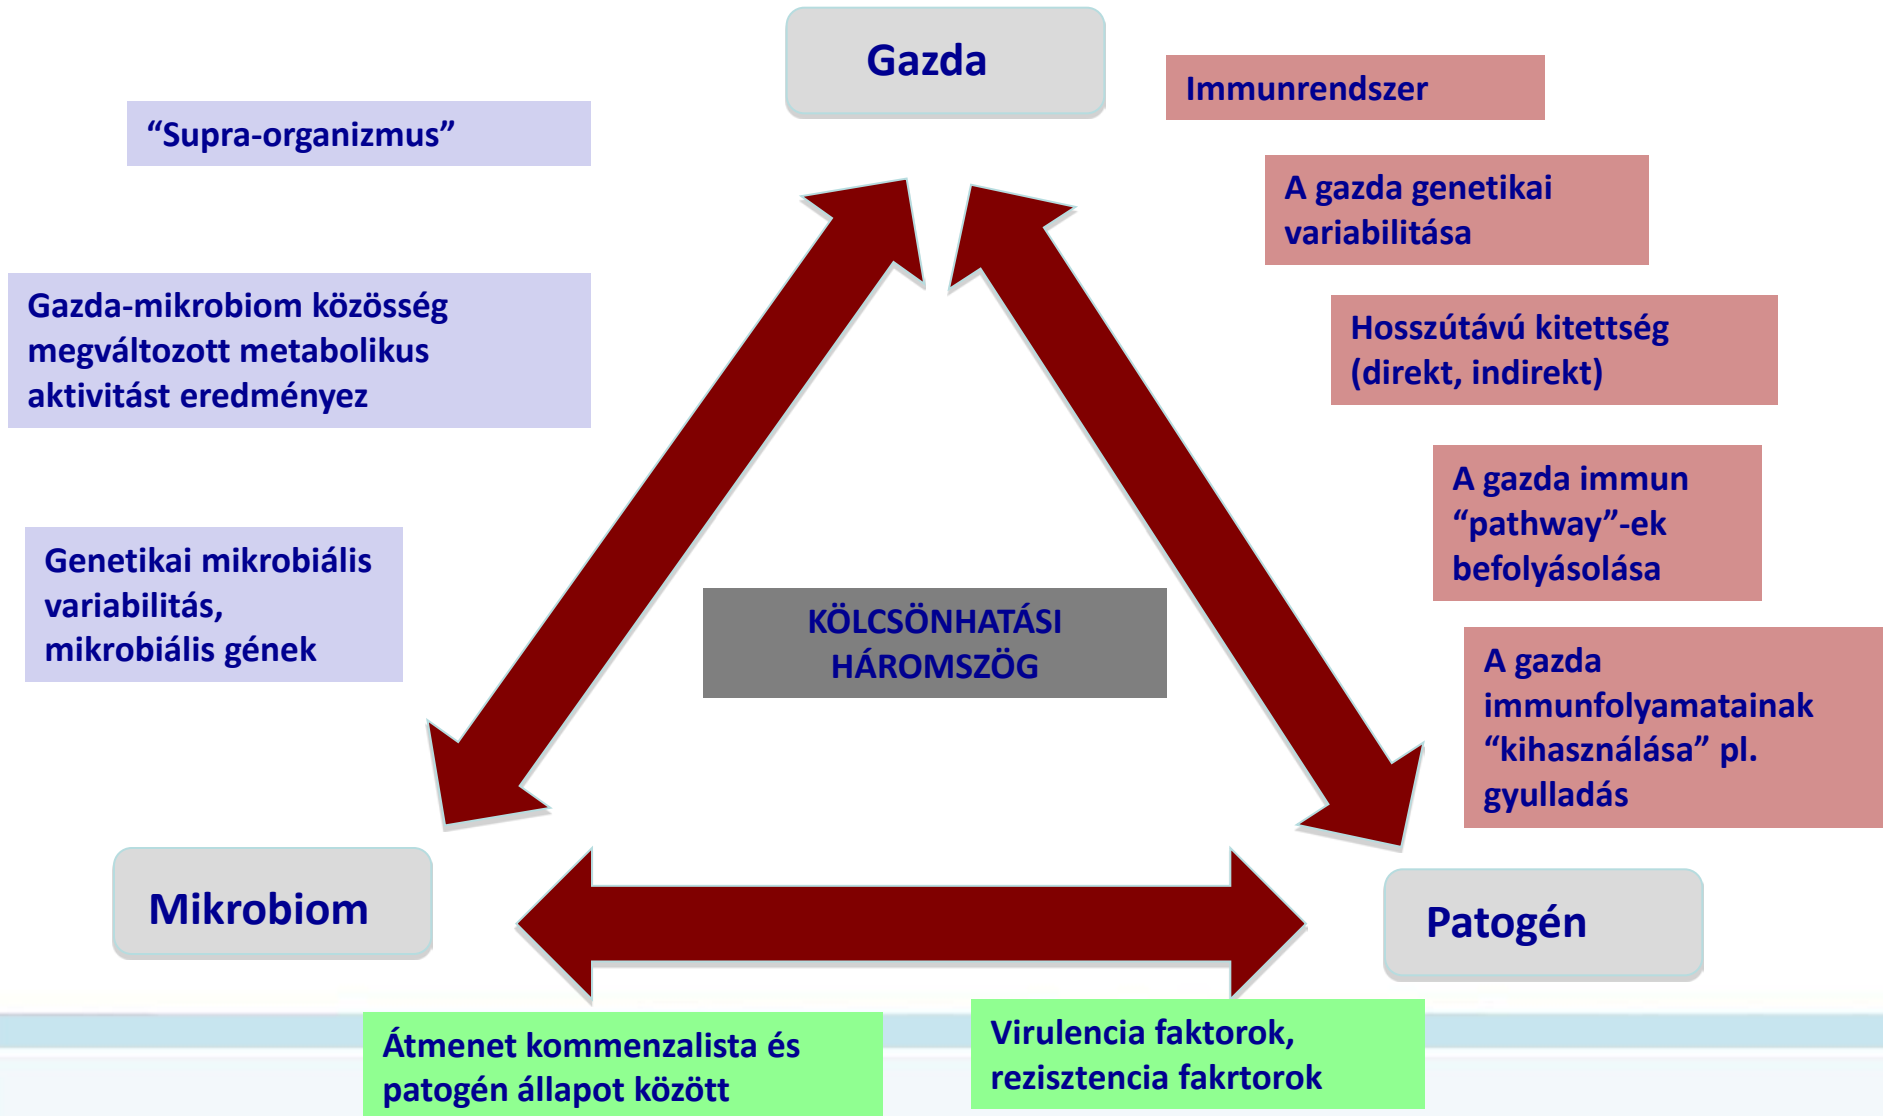 Gazda
Immunrendszer
“Supra-organizmus”
A gazda genetikai
variabilitása
Gazda-mikrobiom közösség
megváltozott metabolikus
aktivitást eredményez
Hosszútávú kitettség
(direkt, indirekt)
A gazda immun
“pathway”-ek
befolyásolása
Genetikai mikrobiális
variabilitás,
mikrobiális gének
KÖLCSÖNHATÁSI
HÁROMSZÖG
A gazda
immunfolyamatainak
“kihasználása” pl.
gyulladás
Mikrobiom
Patogén
Átmenet kommenzalista és
patogén állapot között
Virulencia faktorok,
rezisztencia fakrtorok